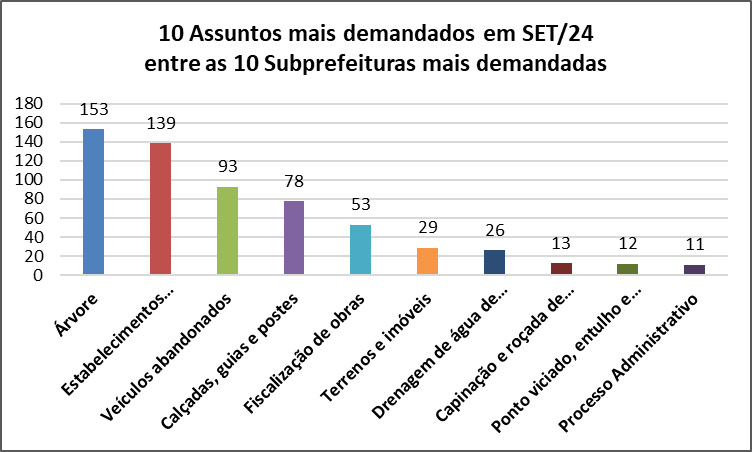 10 Assuntos mais demandados em SET/24
entre as 10 Subprefeituras mais demandadas
180
160
140
120
100
80
60
40
20
0
153
139
93
78
53
29
26
13
12
11
Árvore
Estabelecimentos...
Veículos abandonados
Calçadas, guias e postes
Fiscalização de obras
Terrenos e imóveis
Drenagem de água de...
Capinação e roçada de...
Ponto viciado, entulho e...
Processo Administrativo